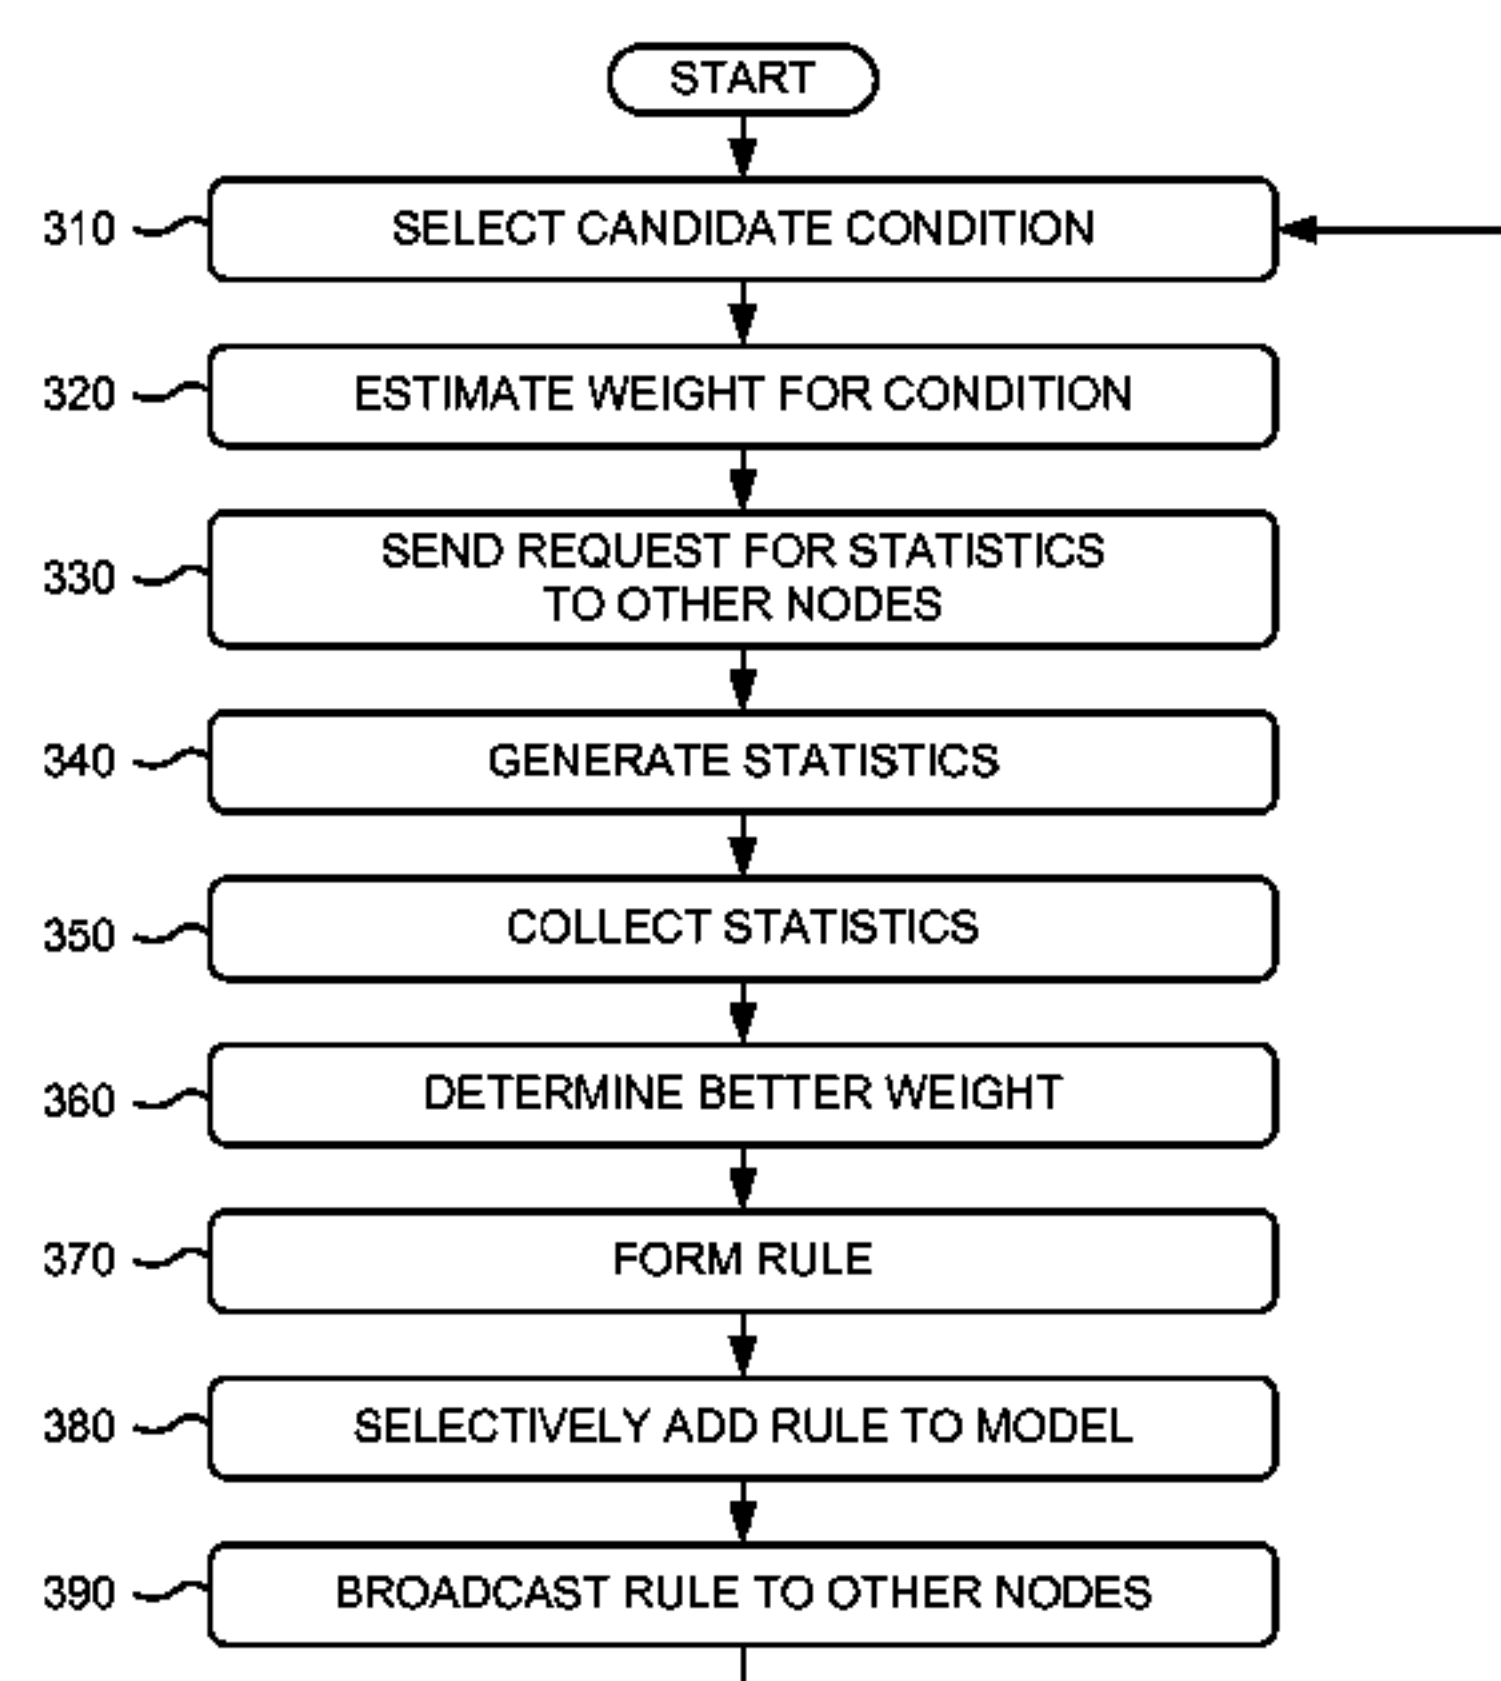 START
310
SELECT CANDIDATE CONDITION
320
ESTIMATE WEIGHT FOR CONDITION
330
SEND REQUEST FOR STATISTICS
TO OTHER NODES
340
GENERATE STATISTICS
350
COLLECT STATISTICS
360
DETERMINE BETTER WEIGHT
370
FORM RULE
380
SELECTIVELY ADD RULE TO MODEL
390
BROADCAST RULE TO OTHER NODES